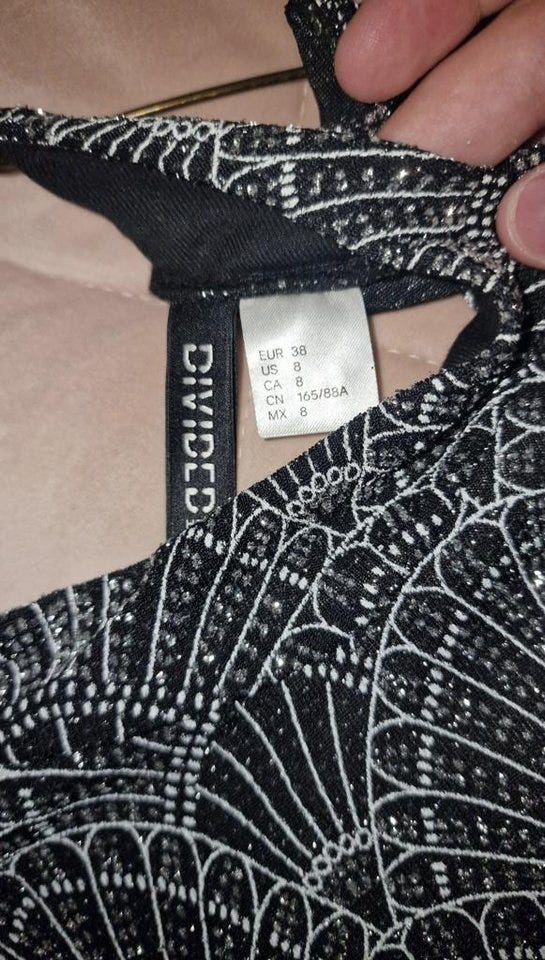 DIVIDED
EUR 38
US 8
CA 8
CN 165/88A
MX 8